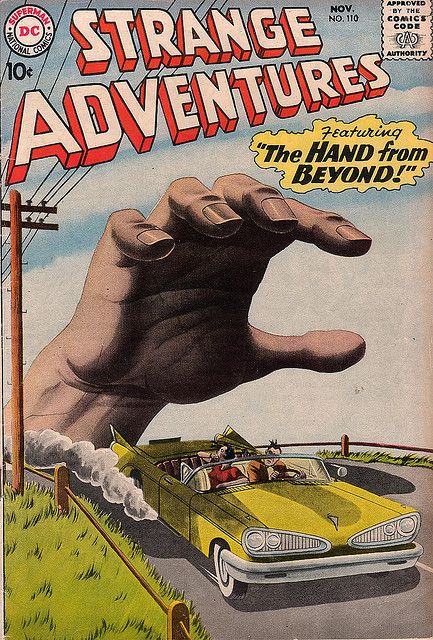 SUPERMAN
DC
NATIONAL COMICS
10¢
STRANGE
ADVENTURES
NOV.
NO. 110
APPROVED
BY THE
COMICS
CODE
CA
AUTHORITY
Featuring
"The HAND from
BEYOND!"